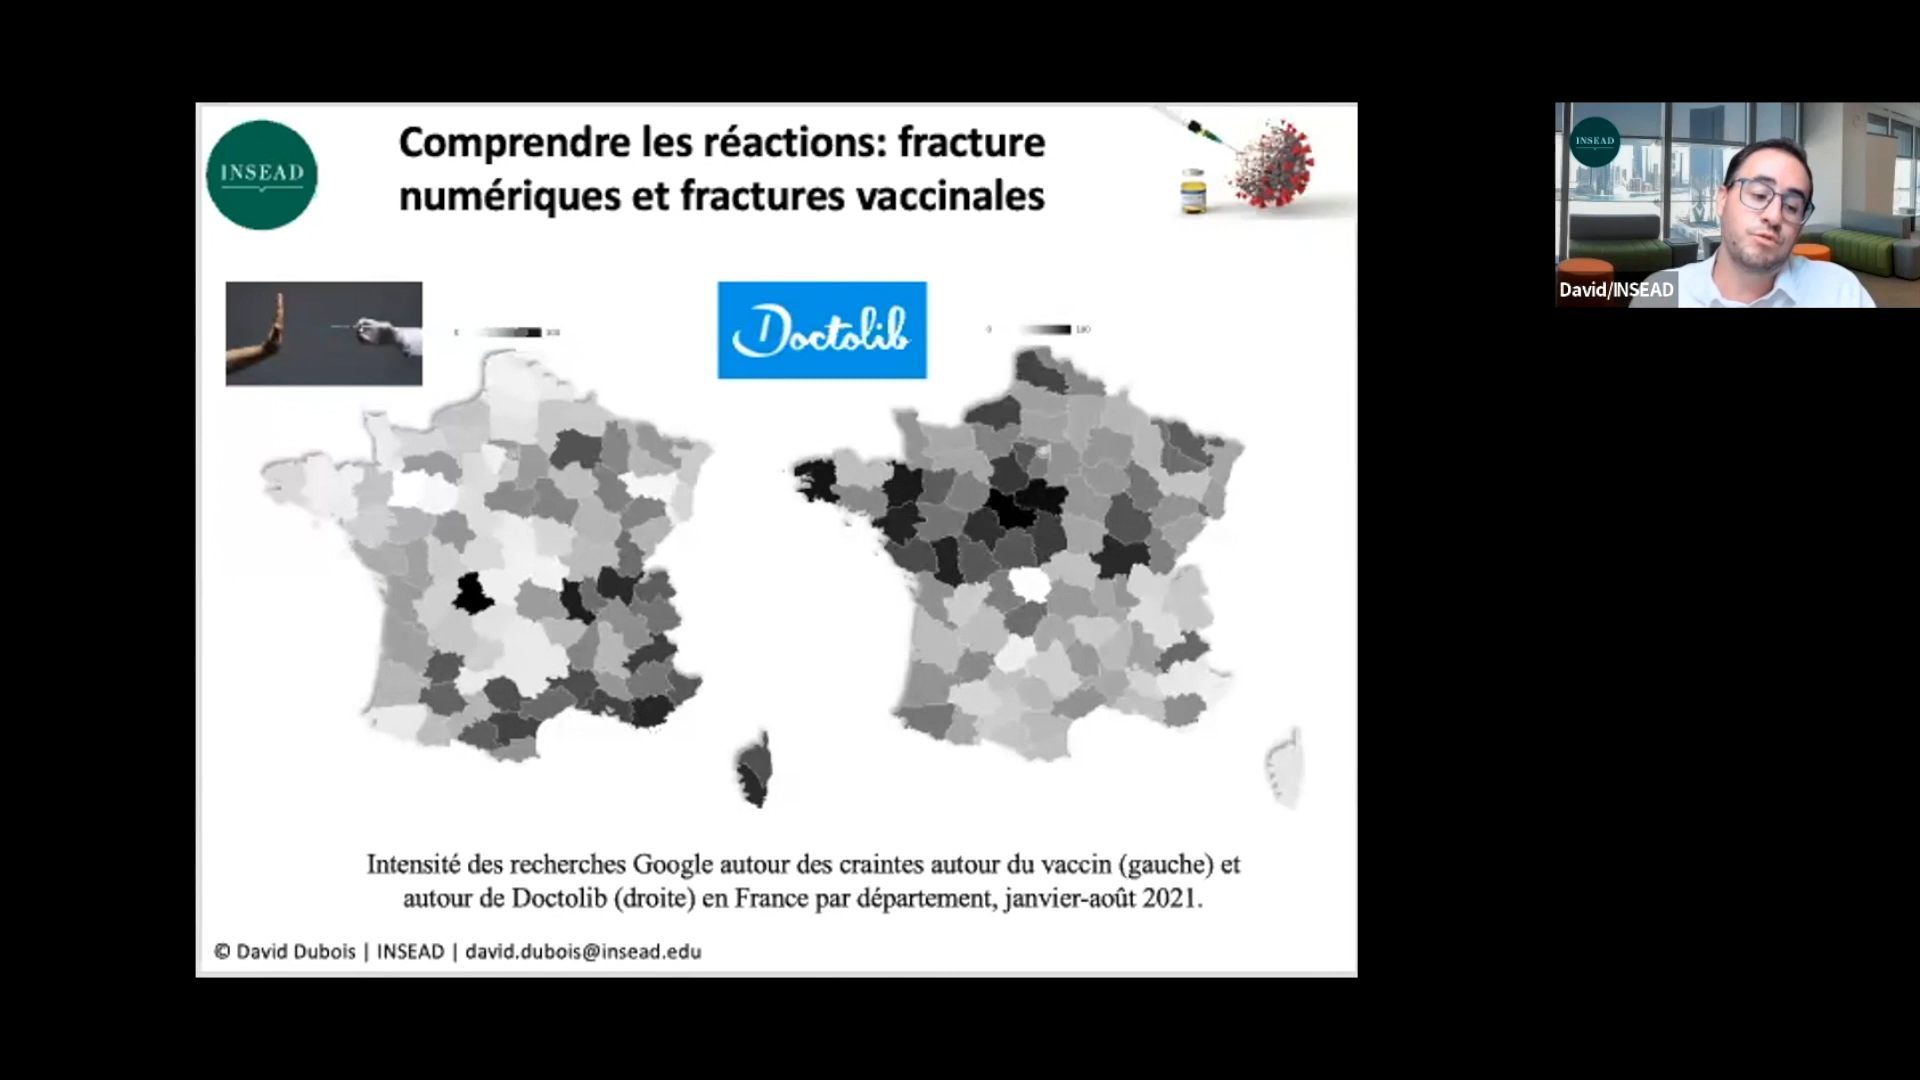 INSEAD
Comprendre les réactions: fracture
numériques et fractures vaccinales
Doctolib
0 100
Intensité des recherches Google autour des craintes autour du vaccin (gauche) et
autour de Doctolib (droite) en France par département, janvier-août 2021.
© David Dubois | INSEAD | david.dubois@insead.edu
INSEAD
David/INSEAD